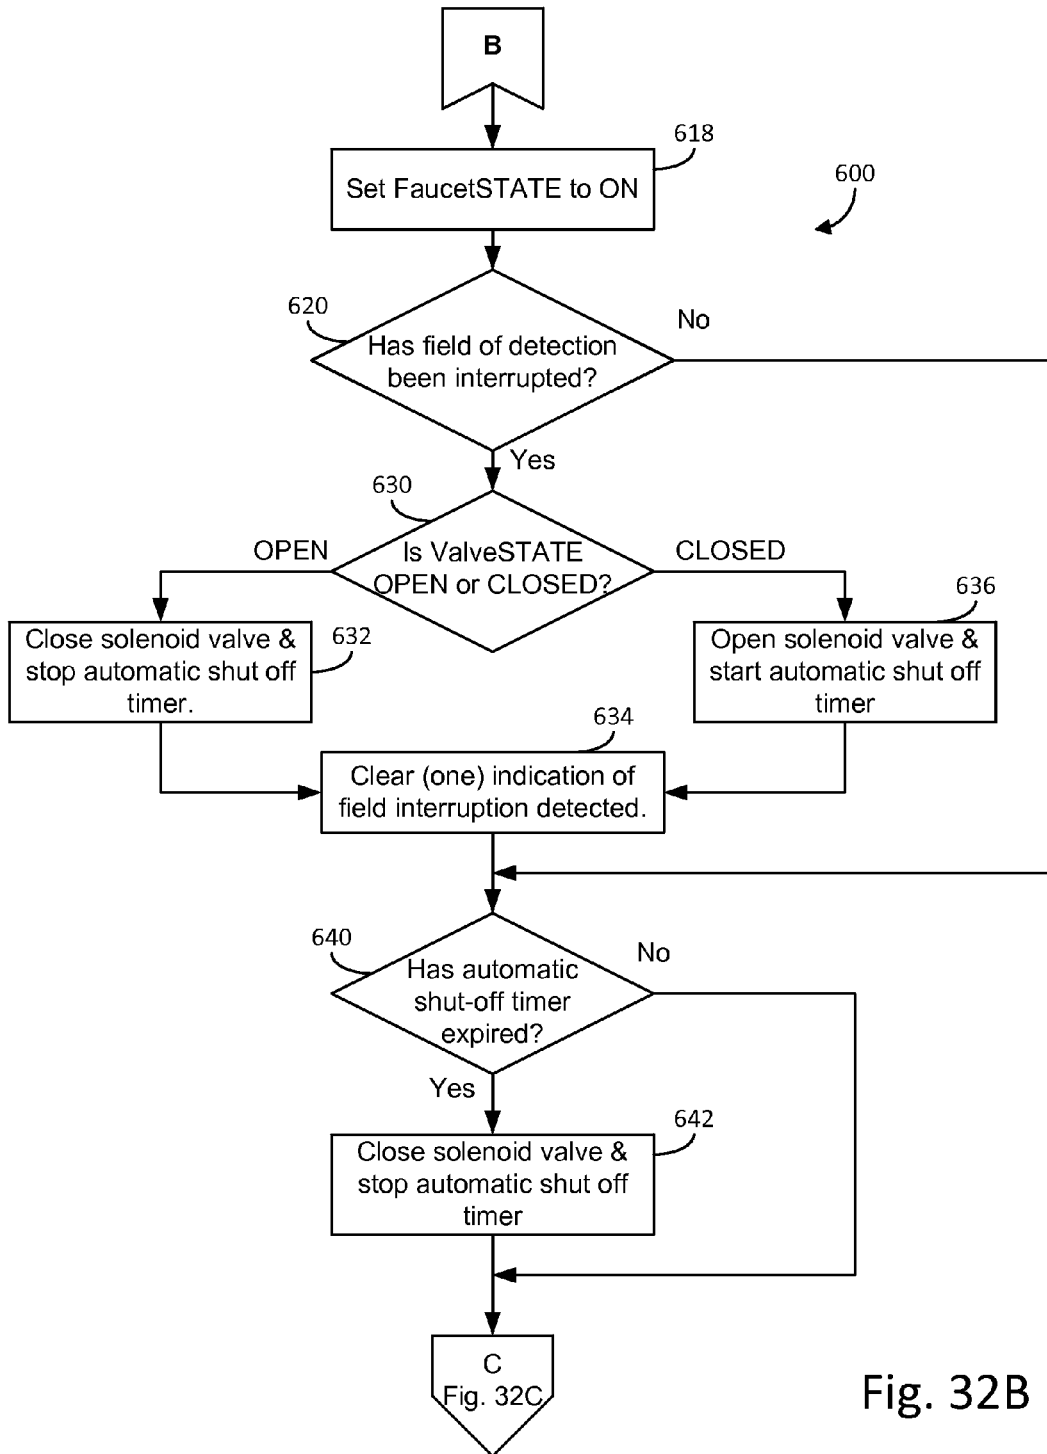 B
618
Set FaucetSTATE to ON
600
620
No
Has field of detection
been interrupted?
Yes
630
OPEN
Is ValveSTATE
OPEN or CLOSED?
CLOSED
636
Close solenoid valve &
stop automatic shut off
timer.
632
Open solenoid valve &
start automatic shut off
timer
634
Clear (one) indication of
field interruption detected.
640
No
Has automatic
shut-off timer
expired?
Yes
642
Close solenoid valve &
stop automatic shut off
timer
C
Fig. 32C
Fig. 32B